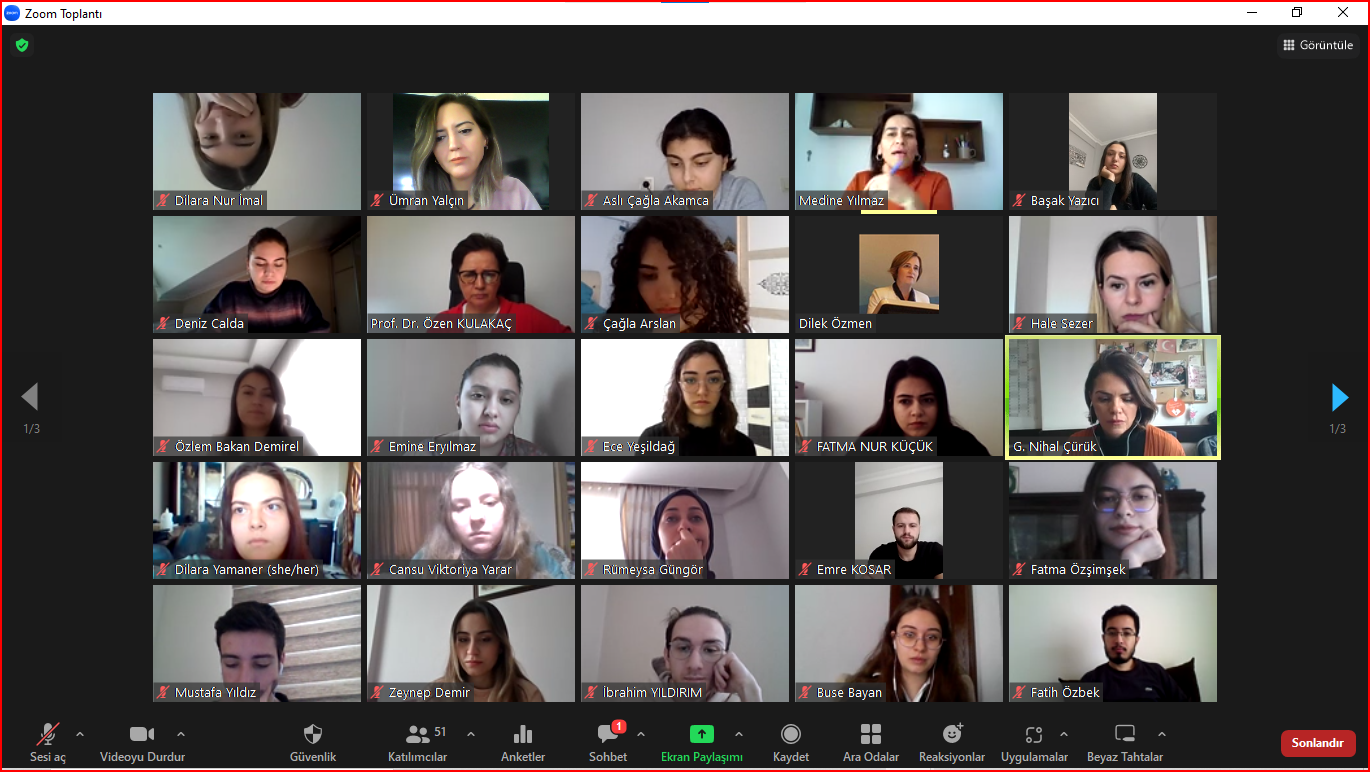 zoom
Zoom Toplantı
Görüntüle
Dilara Nur İmal
Ümran Yalçın
Aslı Çağla Akamca
Medine Yılmaz
Başak Yazıcı
Deniz Calda
Prof. Dr. Özen KULAKAÇ
Çağla Arslan
Dilek Özmen
Hale Sezer
Özlem Bakan Demirel
Emine Eryılmaz
Ece Yeşildağ
FATMA NUR KÜÇÜK
G. Nihal Çürük
1/3
1/3
Dilara Yamaner (she/her)
Cansu Viktoriya Yarar
Rümeysa Güngör
Emre KOSAR
Fatma Özşimşek
Mustafa Yıldız
Zeynep Demir
İbrahim YILDIRIM
Buse Bayan
Fatih Özbek
51
1
Sesi aç
Videoyu Durdur
Güvenlik
Katılımcılar
Anketler
Sohbet
Ekran Paylaşımı
Kaydet
Ara Odalar
Reaksiyonlar
Uygulamalar
Beyaz Tahtalar
Sonlandır